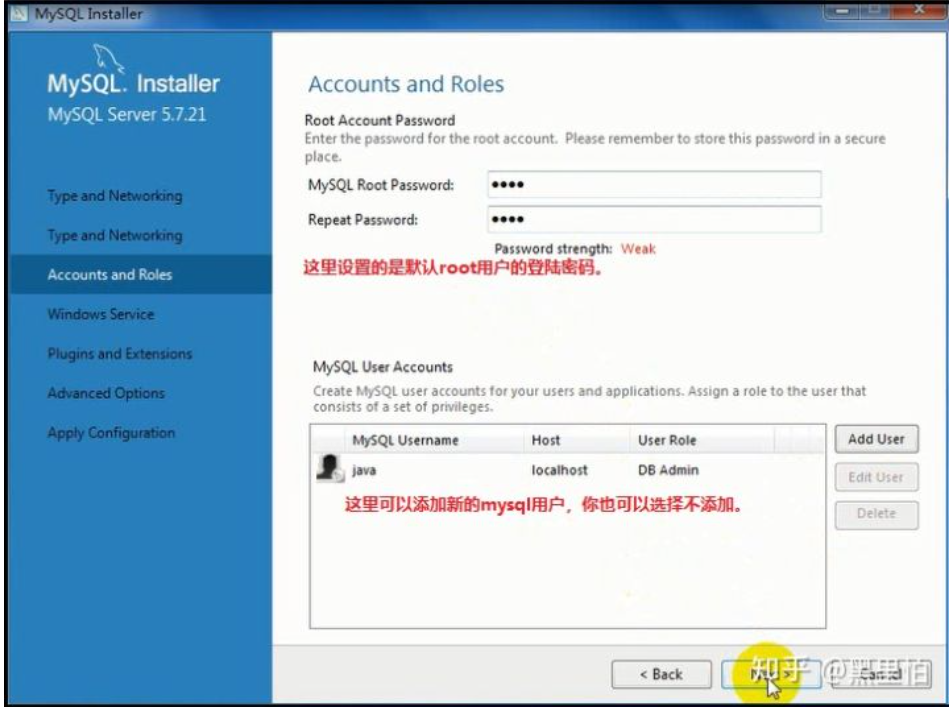 MySQL Installer
MySQL. Installer
MySQL Server 5.7.21
Type and Networking
Type and Networking
Accounts and Roles
Windows Service
Plugins and Extensions
Advanced Options
Apply Configuration
Accounts and Roles
Root Account Password
Enter the password for the root account. Please remember to store this password in a secure
place.
MySQL Root Password: ●●●●
Repeat Password: ●●●●
Password strength: Weak
这里设置的是默认root用户的登陆密码。
MySQL User Accounts
Create MySQL user accounts for your users and applications. Assign a role to the user that
consists of a set of privileges.
MySQL Username Host User Role
java localhost DB Admin
这里可以添加新的mysql用户，你也可以选择不添加。
Add User
Edit User
Delete
< Back
知乎 @黑里佰